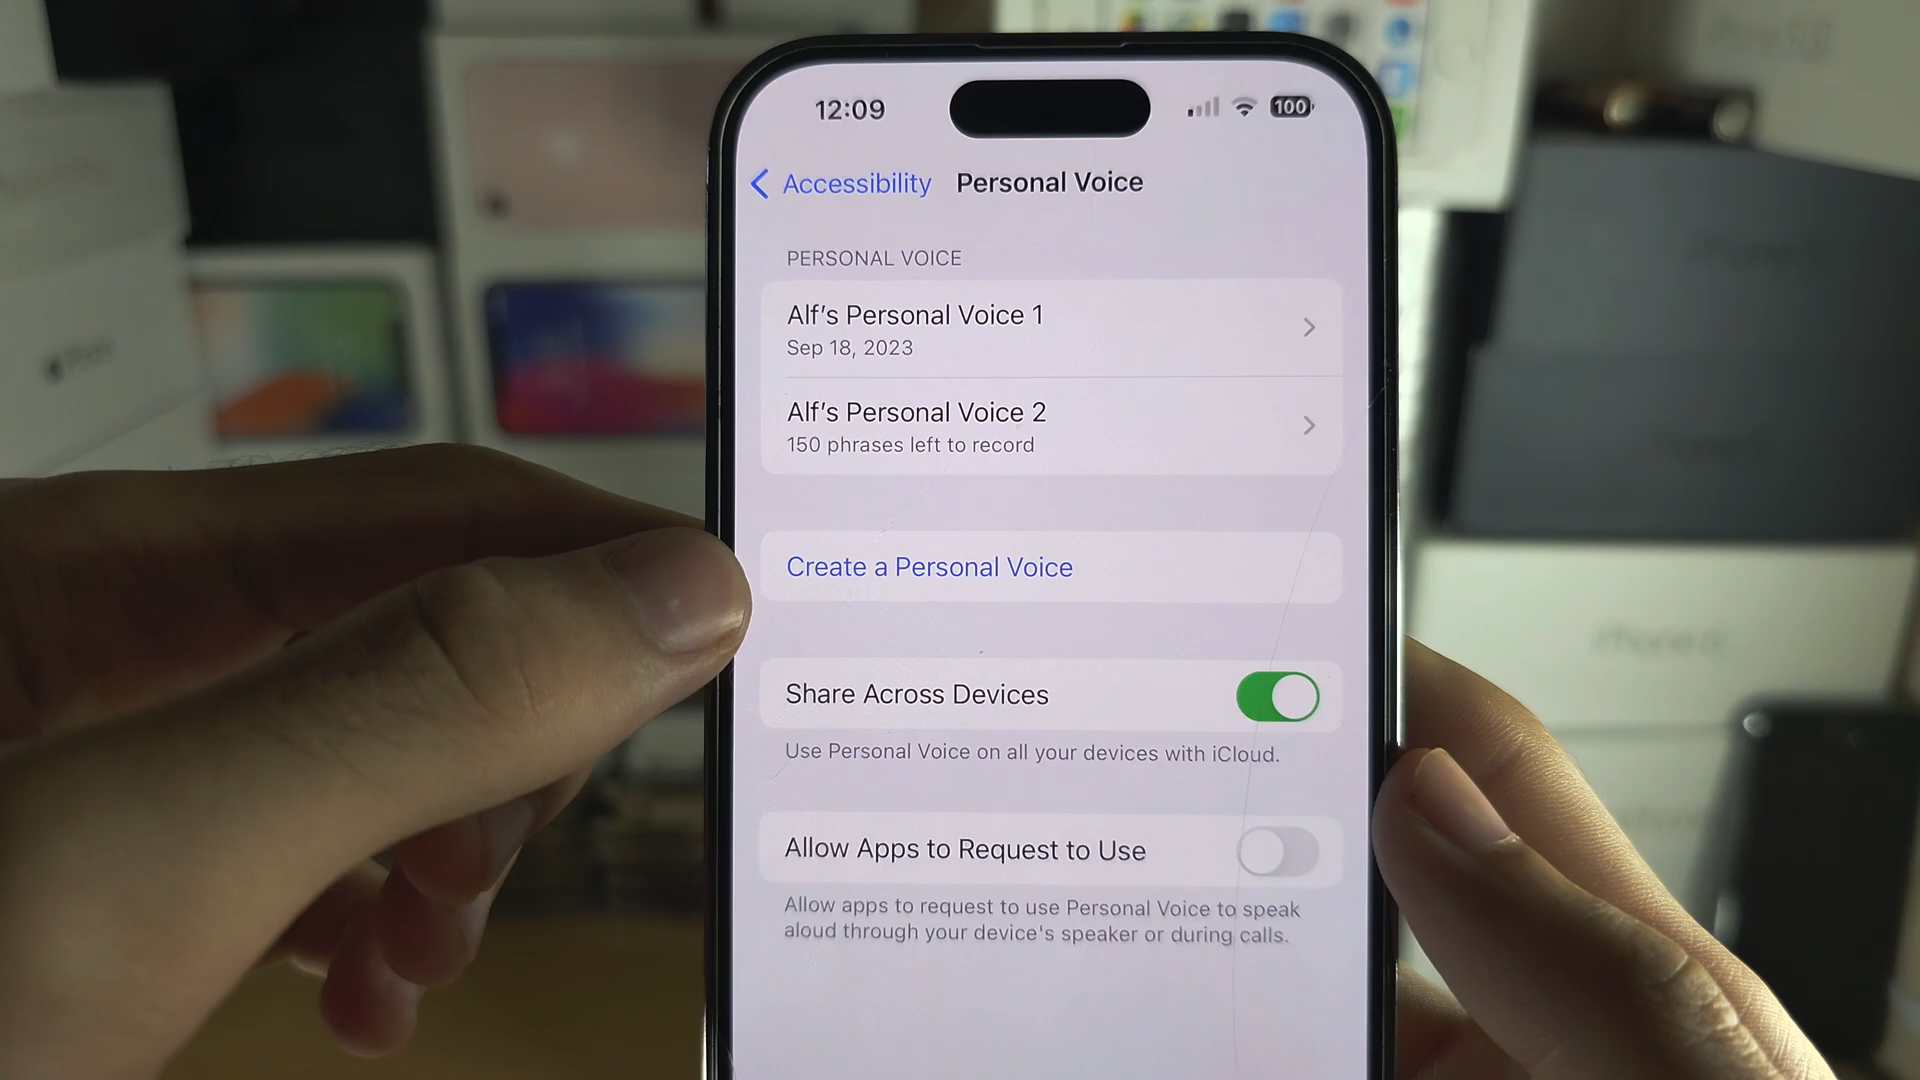 12:09
100
Accessibility
Personal Voice
PERSONAL VOICE
Alf's Personal Voice 1
Sep 18, 2023
Alf's Personal Voice 2
150 phrases left to record
Create a Personal Voice
Share Across Devices
Use Personal Voice on all your devices with iCloud.
Allow Apps to Request to Use
Allow apps to request to use Personal Voice to speak
aloud through your device's speaker or during calls.